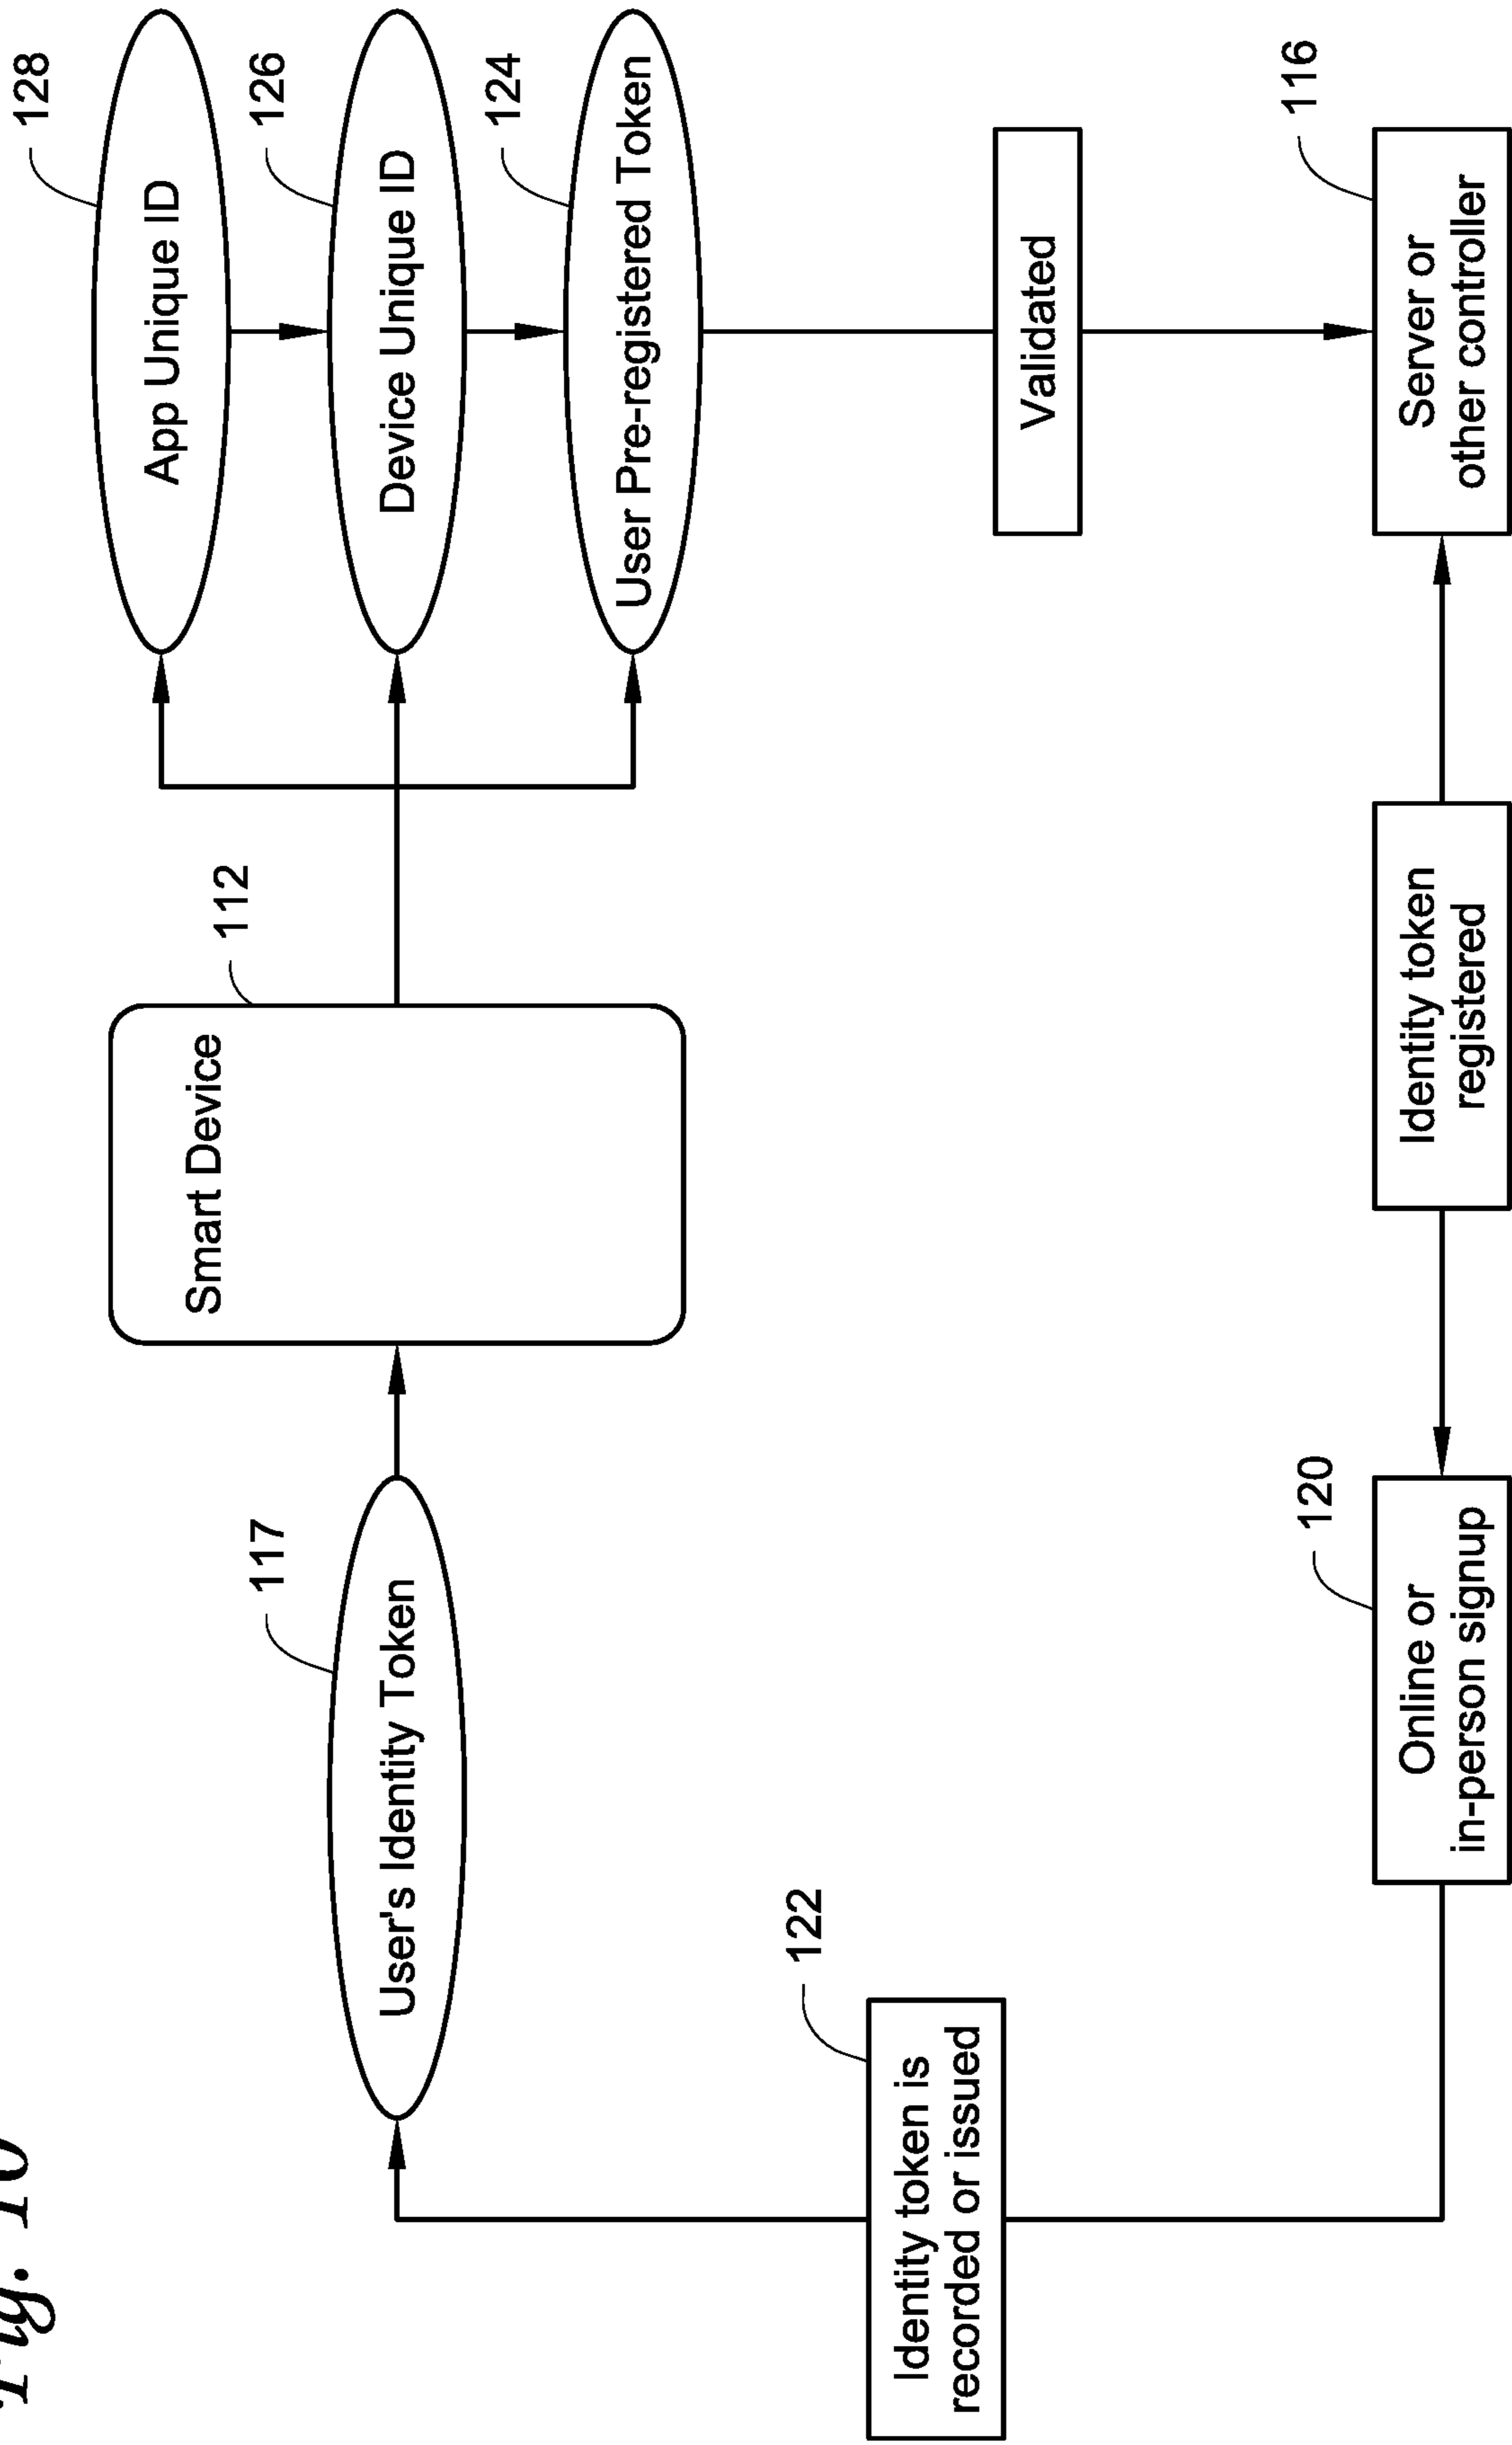 Fig. 10
128
App Unique ID
126
Device Unique ID
124
User Pre-registered Token
112
Smart Device
117
User's Identity Token
122
Identity token is
recorded or issued
Validated
120
Online or
in-person signup
Identity token
registered
116
Server or
other controller